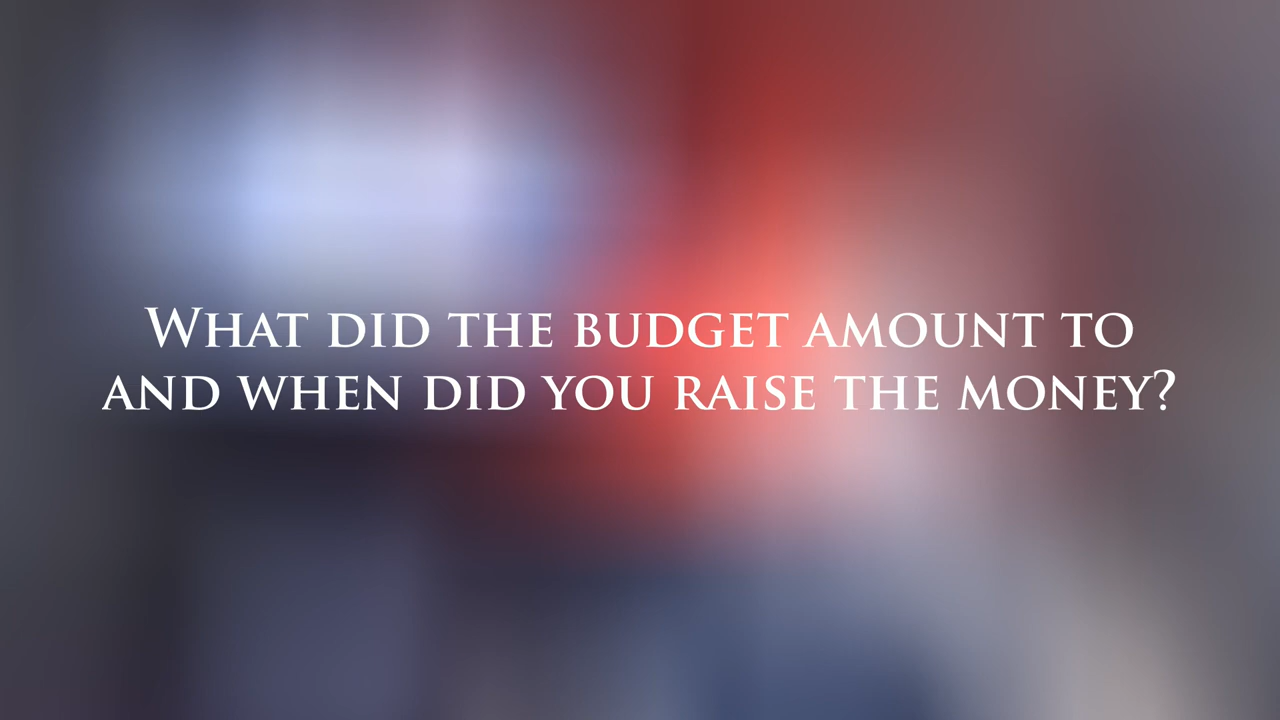 What did the budget amount to
and when did you raise the money?